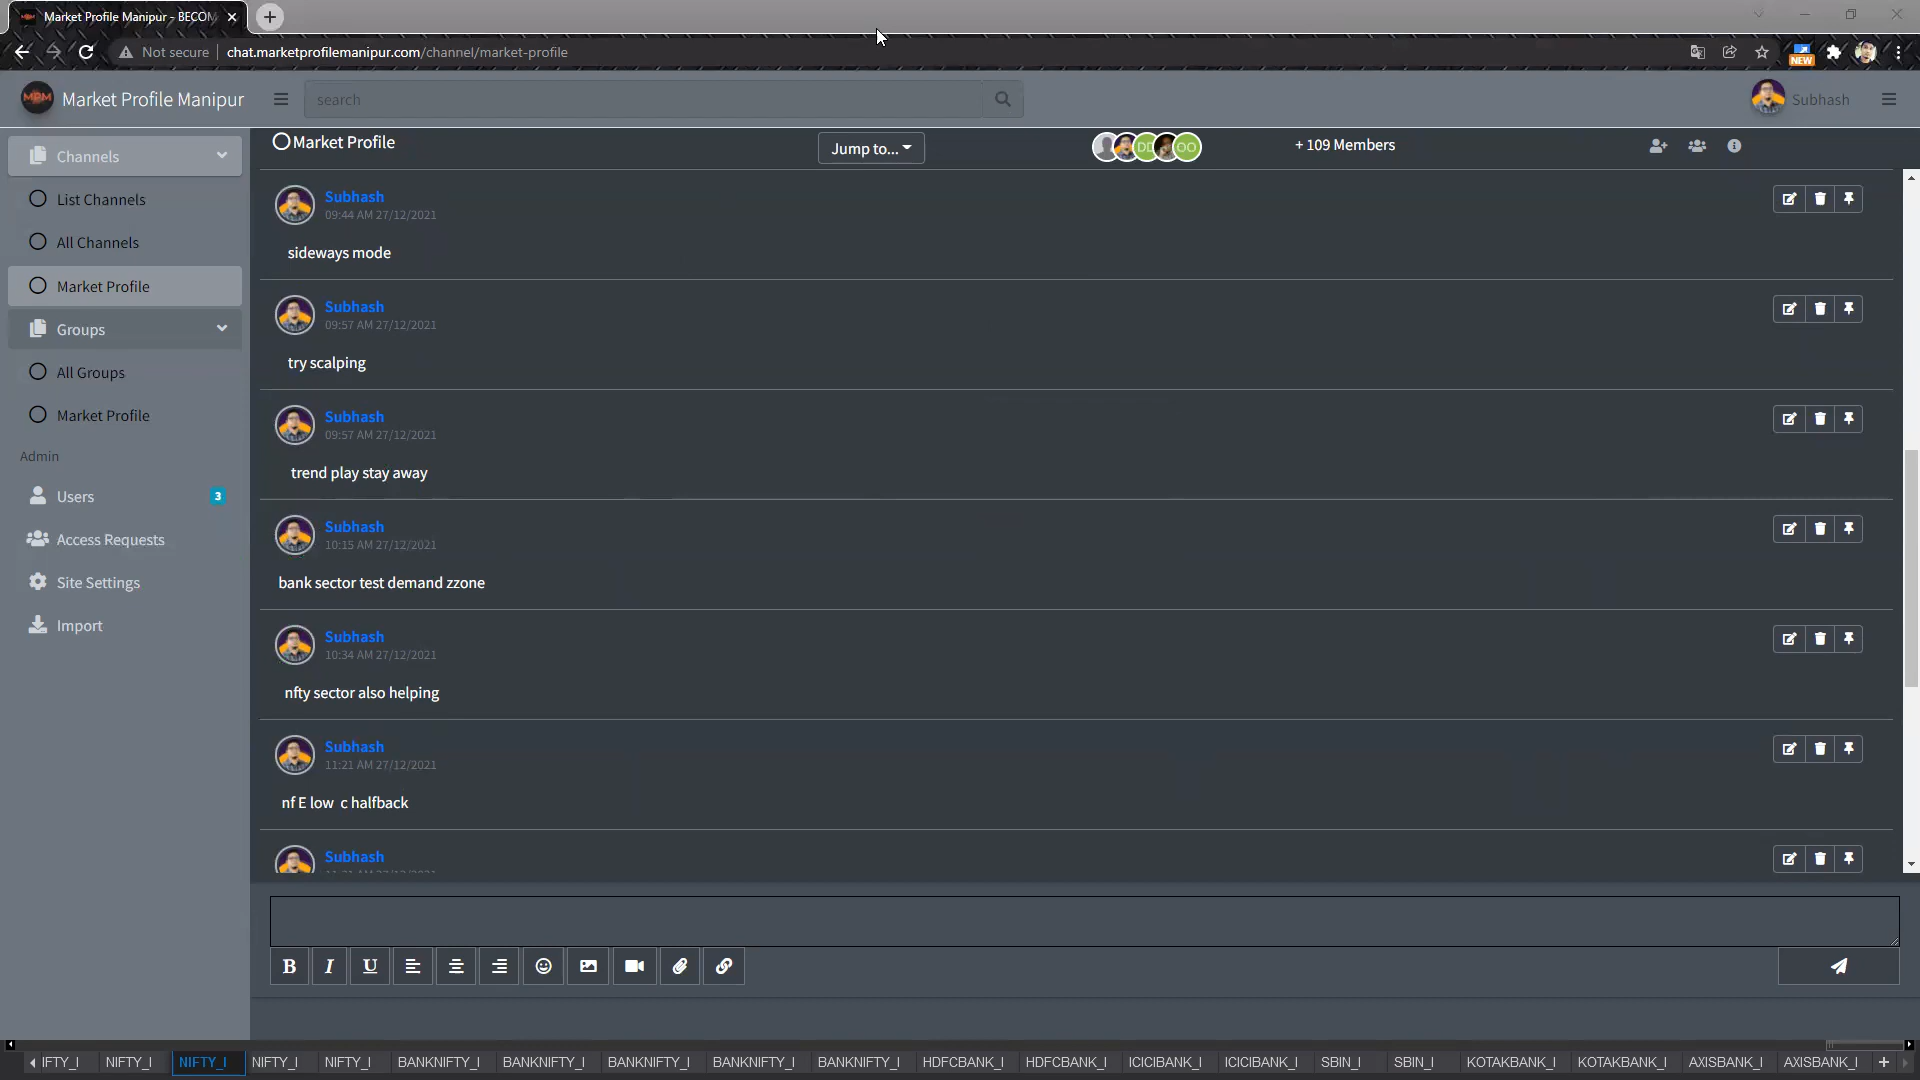 Market Profile Manipur - BECOM
Not secure
chat.marketprofilemanipur.com/channel/market-profile
NEW
MPM
Market Profile Manipur
search
Subhash
Channels
List Channels
All Channels
Market Profile
Groups
All Groups
Market Profile
Admin
Users
3
Access Requests
Site Settings
Import
Market Profile
Jump to...
DD
OO
+ 109 Members
Subhash
09:44 AM 27/12/2021
sideways mode
Subhash
09:57 AM 27/12/2021
try scalping
Subhash
09:57 AM 27/12/2021
trend play stay away
Subhash
10:15 AM 27/12/2021
bank sector test demand zzone
Subhash
10:34 AM 27/12/2021
nfty sector also helping
Subhash
11:21 AM 27/12/2021
nf E low c halfback
Subhash
B I U
IFTY_I NIFTY_I NIFTY_I NIFTY_I NIFTY_I BANKNIFTY_I BANKNIFTY_I BANKNIFTY_I BANKNIFTY_I BANKNIFTY_I HDFCBANK_I HDFCBANK_I ICICIBANK_I ICICIBANK_I SBIN_I SBIN_I KOTAKBANK_I KOTAKBANK_I AXISBANK_I AXISBANK_I